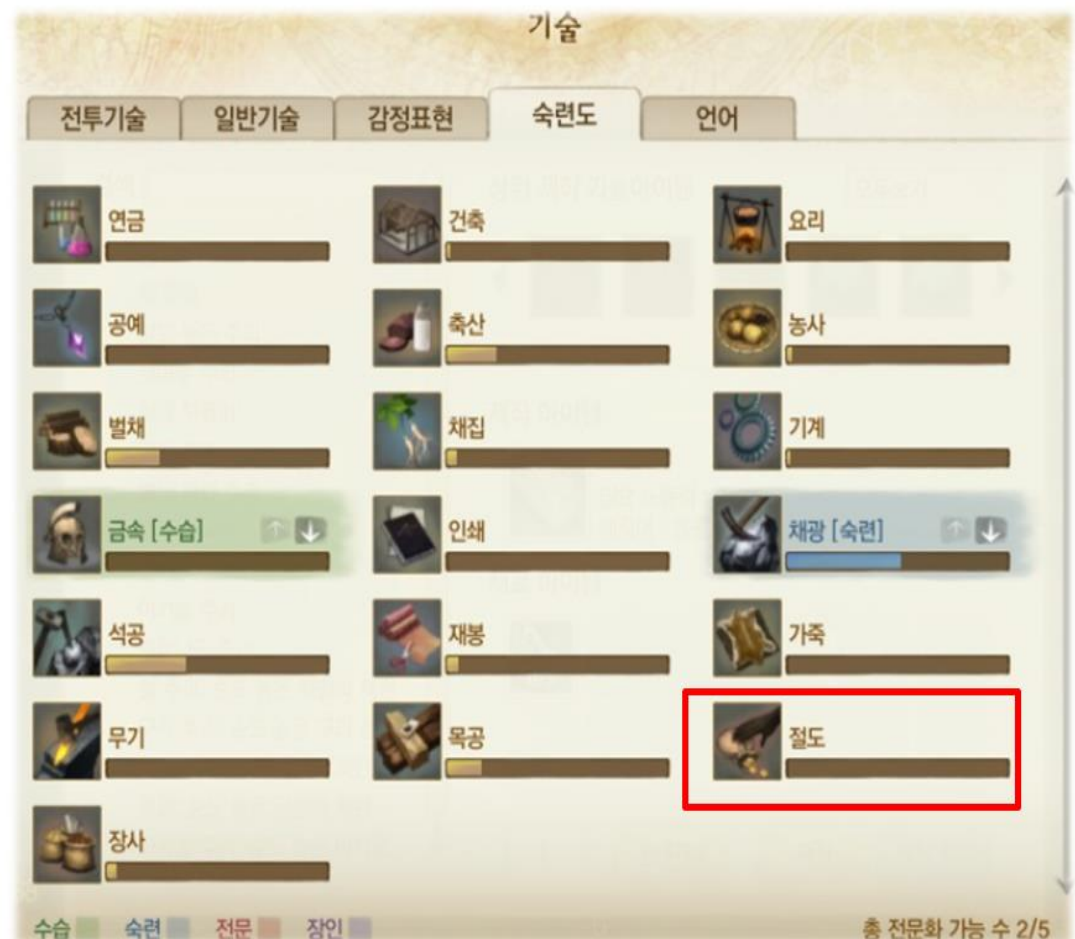 기술
전투기술 일반기술 감정표현 숙련도 언어
연금 건축 요리
공예 축산 농사
벌채 채집 기계
금속 [수습] 인쇄 채광 [숙련]
석공 재봉 가죽
무기 목공 절도
장사
수습 숙련 전문 장인 총 전문화 가능 수 2/5